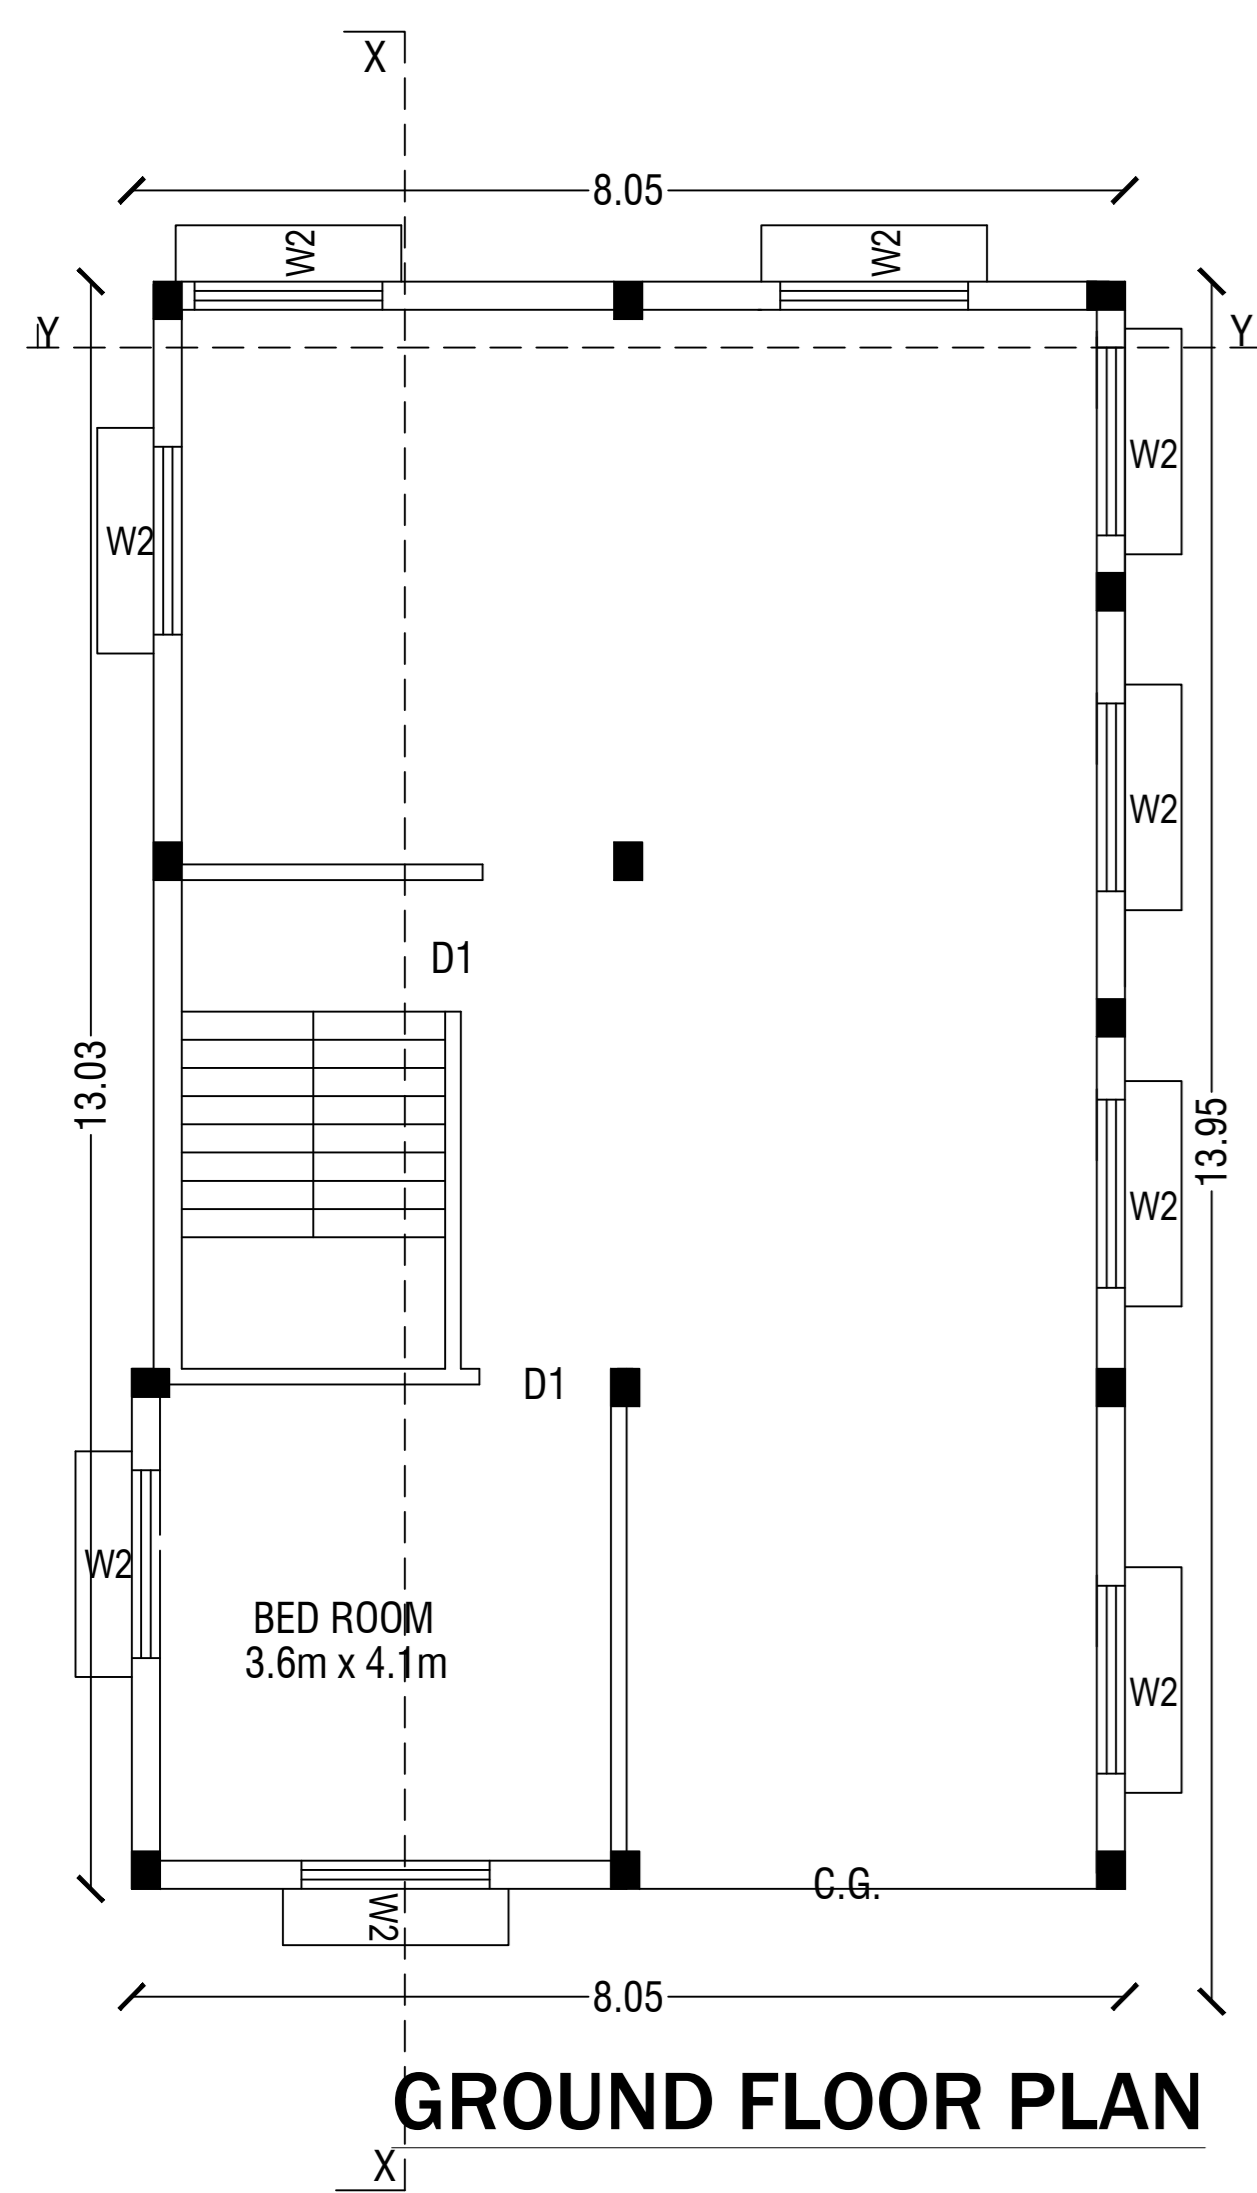 X
8.05
W2
W2
Y
Y
W2
W2
W2
D1
13.03
13.95
W2
D1
W2
BED ROOM
3.6m x 4.1m
W2
C.G.
W2
8.05
GROUND FLOOR PLAN
X